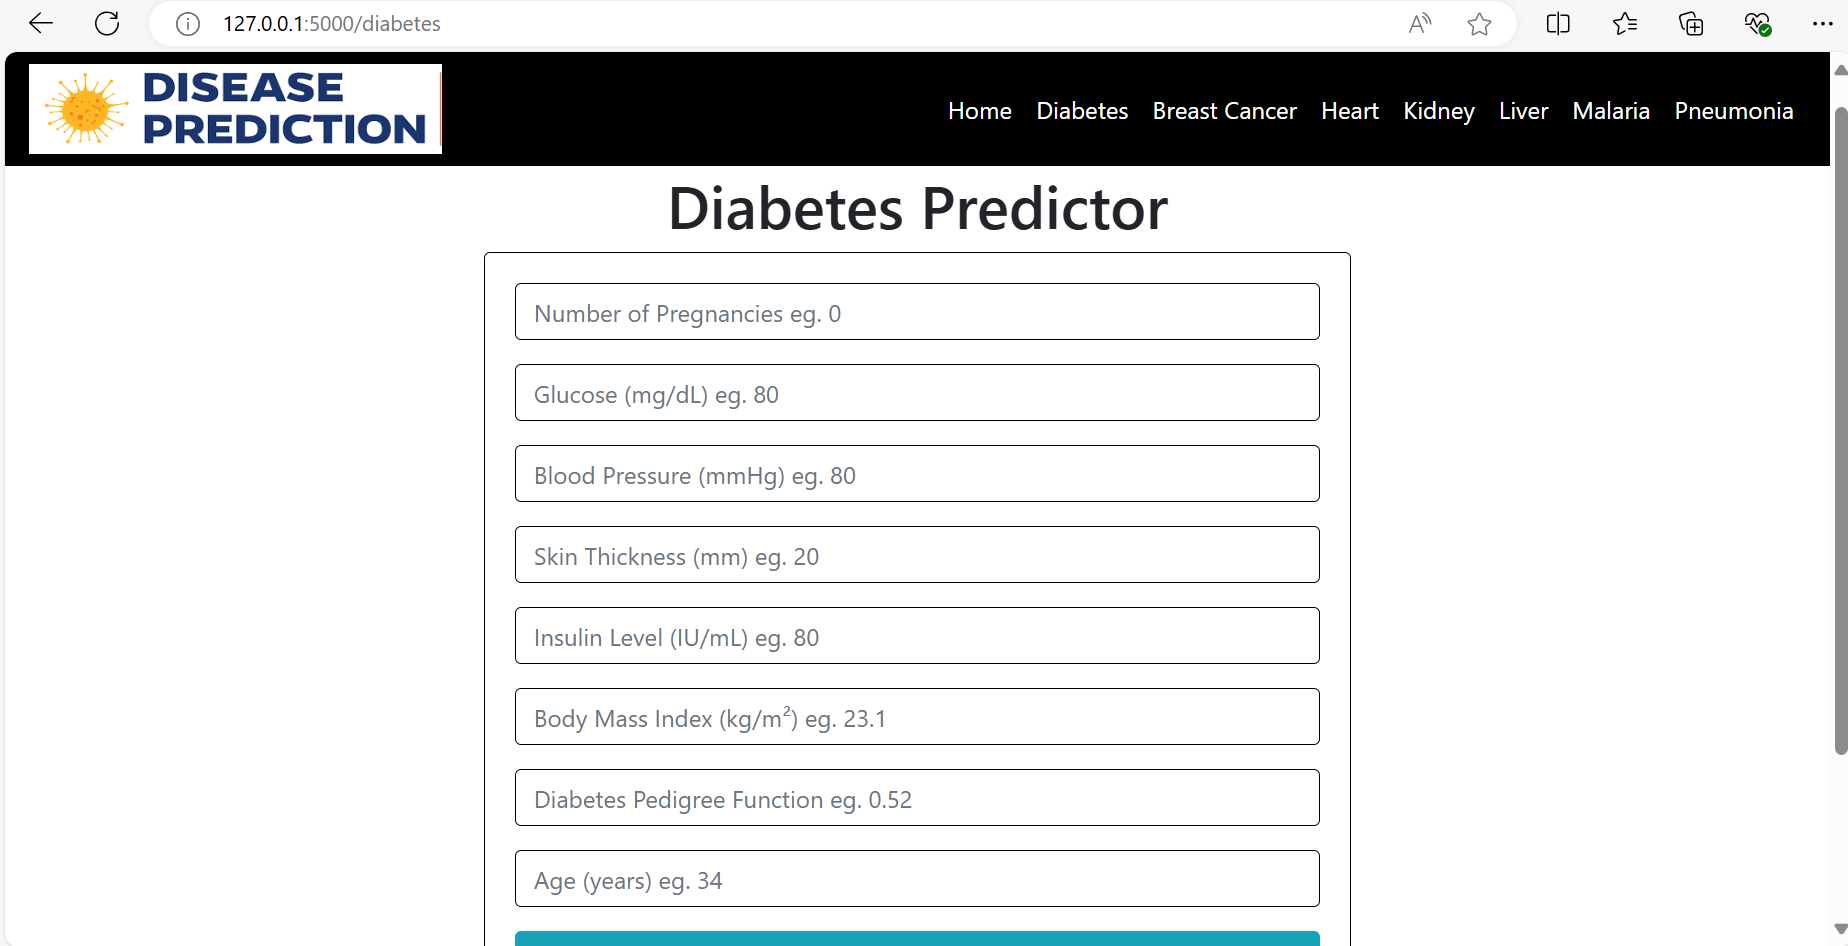 127.0.0.1:5000/diabetes
DISEASE
PREDICTION
Home Diabetes Breast Cancer Heart Kidney Liver Malaria Pneumonia
Diabetes Predictor
Number of Pregnancies eg. 0
Glucose (mg/dL) eg. 80
Blood Pressure (mmHg) eg. 80
Skin Thickness (mm) eg. 20
Insulin Level (IU/mL) eg. 80
Body Mass Index (kg/m²) eg. 23.1
Diabetes Pedigree Function eg. 0.52
Age (years) eg. 34